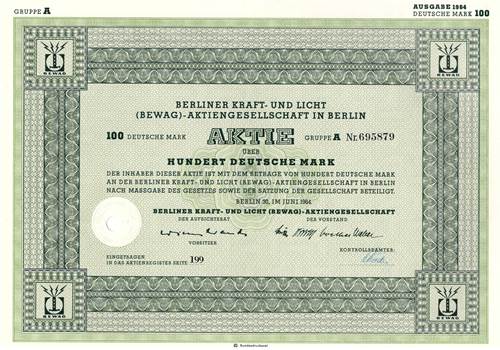 GRUPPE A
AUSGABE 1964
DEUTSCHE MARK 100
BEWAG
BEWAG
BERLINER KRAFT- UND LICHT
(BEWAG)-AKTIENGESELLSCHAFT IN BERLIN
100 DEUTSCHE MARK AKTIE GRUPPE A Nr. 695879
ÜBER
HUNDERT DEUTSCHE MARK
DER INHABER DIESER AKTIE IST MIT DEM BETRAGE VON HUNDERT DEUTSCHE MARK
AN DER BERLINER KRAFT- UND LICHT (BEWAG)-AKTIENGESELLSCHAFT IN BERLIN
NACH MASSGABE DES GESETZES SOWIE DER SATZUNG DER GESELLSCHAFT BETEILIGT.
BERLIN 30, IM JUNI 1964
BERLINER KRAFT- UND LICHT (BEWAG)-AKTIENGESELLSCHAFT
DER AUFSICHTSRAT DER VORSTAND
VORSITZER
KONTROLLBEAMTER:
EINGETRAGEN
IN DAS AKTIENREGISTER SEITE 199
BEWAG
BEWAG
Bundesdruckerei